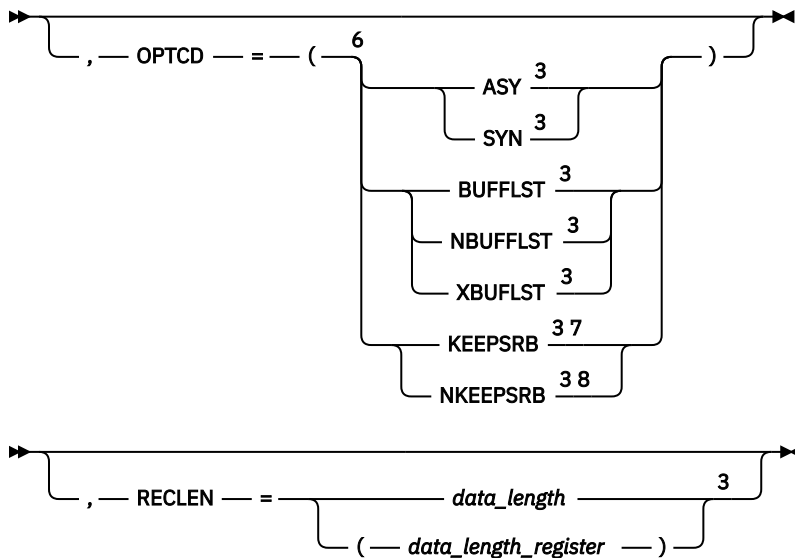 6
, OPTCD = ( )
ASY 3
SYN 3
BUFFLST 3
NBUFFLST 3
XBUFLST 3
KEEPSRB 3 7
NKEEPSRB 3 8
, RECLEN = data_length 3
( data_length_register )